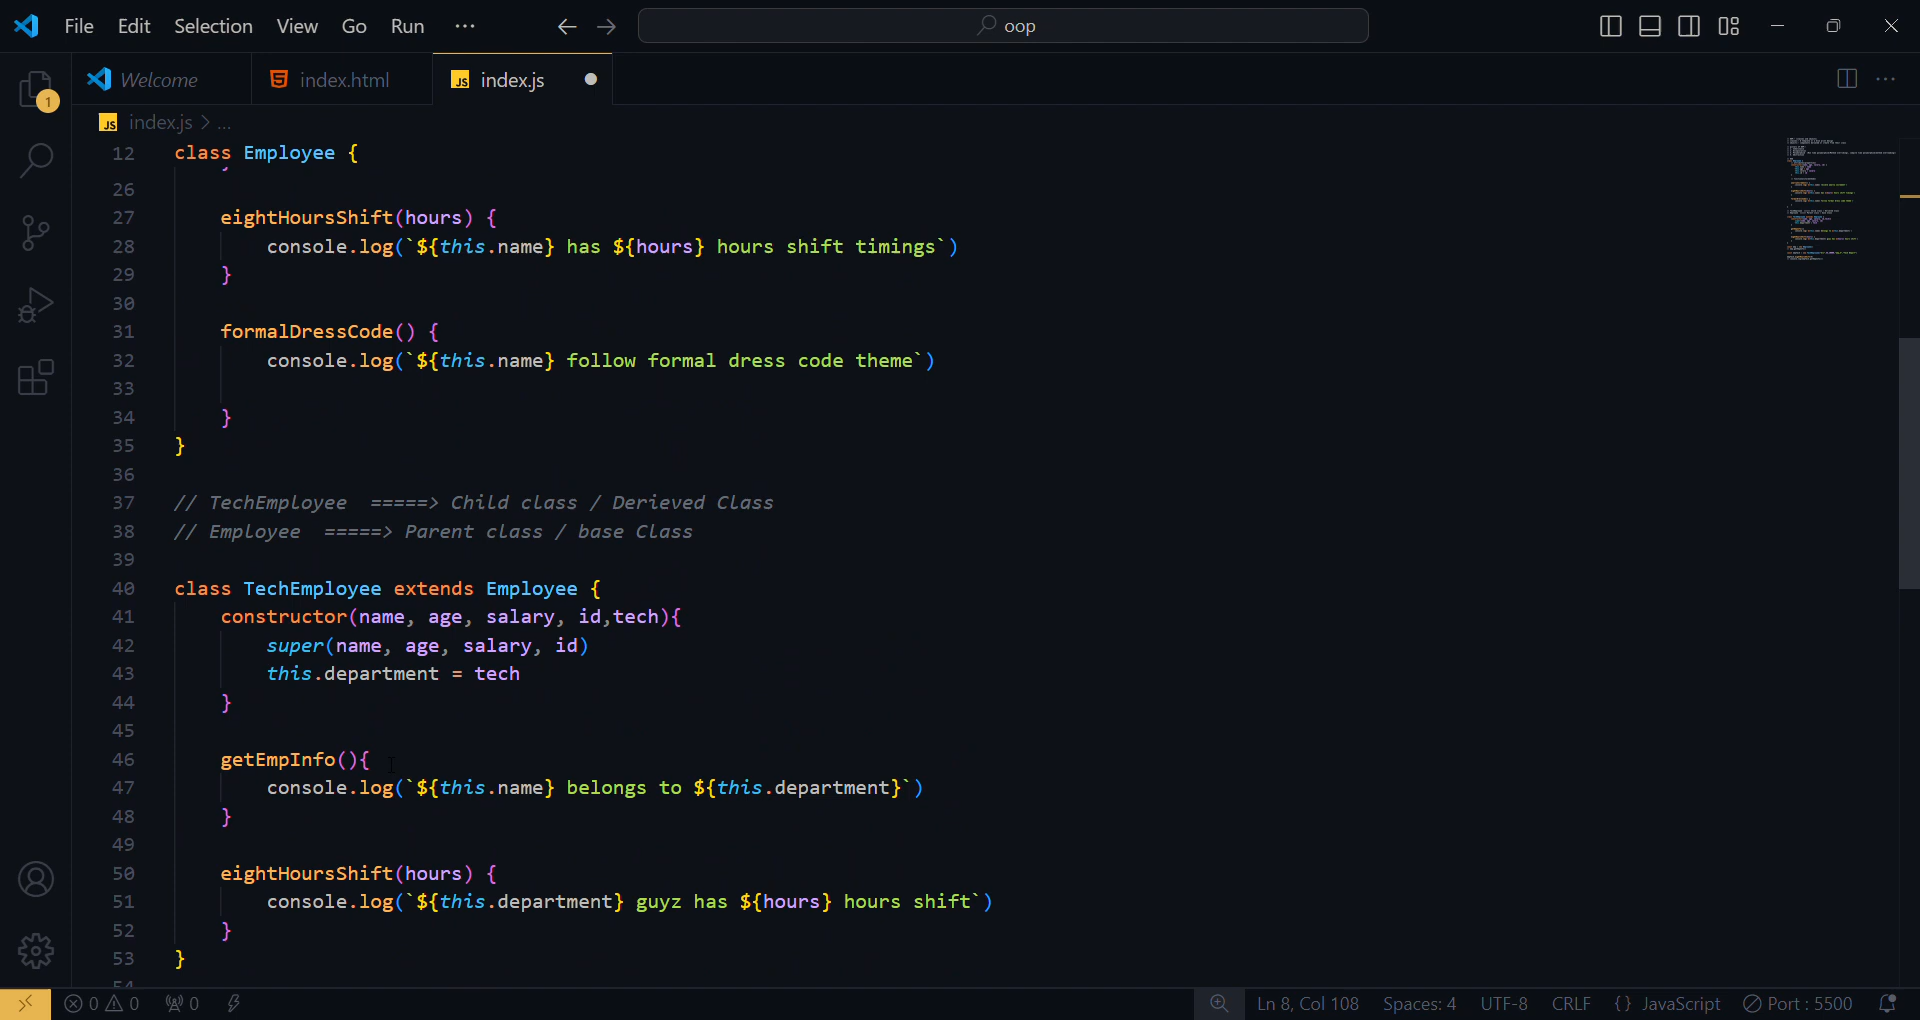 File Edit Selection View Go Run ··· ← → oop
Welcome index.html JS index.js
1
JS index.js > ...
12 class Employee {
26
27 eightHoursShift(hours) {
28 console.log(`${this.name} has ${hours} hours shift timings`)
29 }
30
31 formalDressCode() {
32 console.log(`${this.name} follow formal dress code theme`)
33
34 }
35 }
36
37 // TechEmployee =====> Child class / Derieved Class
38 // Employee =====> Parent class / base Class
39
40 class TechEmployee extends Employee {
41 constructor(name, age, salary, id,tech){
42 super(name, age, salary, id)
43 this.department = tech
44 }
45
46 getEmpInfo(){
47 console.log(`${this.name} belongs to ${this.department}`)
48 }
49
50 eightHoursShift(hours) {
51 console.log(`${this.department} guyz has ${hours} hours shift`)
52 }
53 }
54
0 0 0 Ln 8, Col 108 Spaces: 4 UTF-8 CRLF {} JavaScript Port : 5500